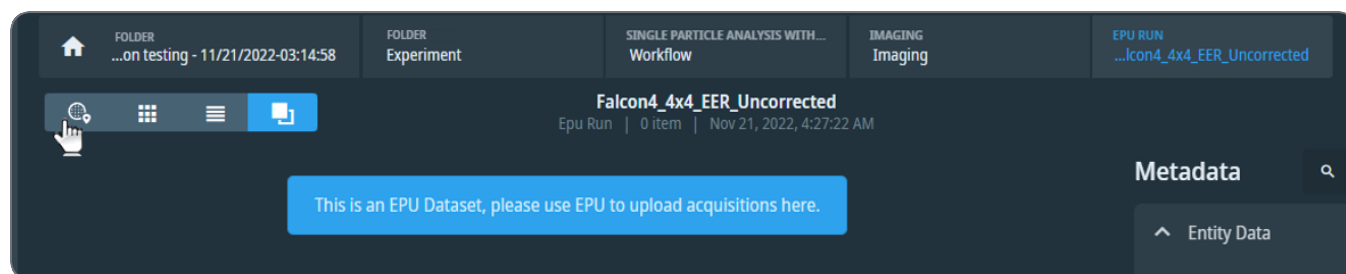 FOLDER
...on testing - 11/21/2022-03:14:58
FOLDER
Experiment
SINGLE PARTICLE ANALYSIS WITH...
Workflow
IMAGING
Imaging
EPU RUN
...lcon4_4x4_EER_Uncorrected
Falcon4_4x4_EER_Uncorrected
Epu Run | 0 item | Nov 21, 2022, 4:27:22 AM
This is an EPU Dataset, please use EPU to upload acquisitions here.
Metadata
Entity Data